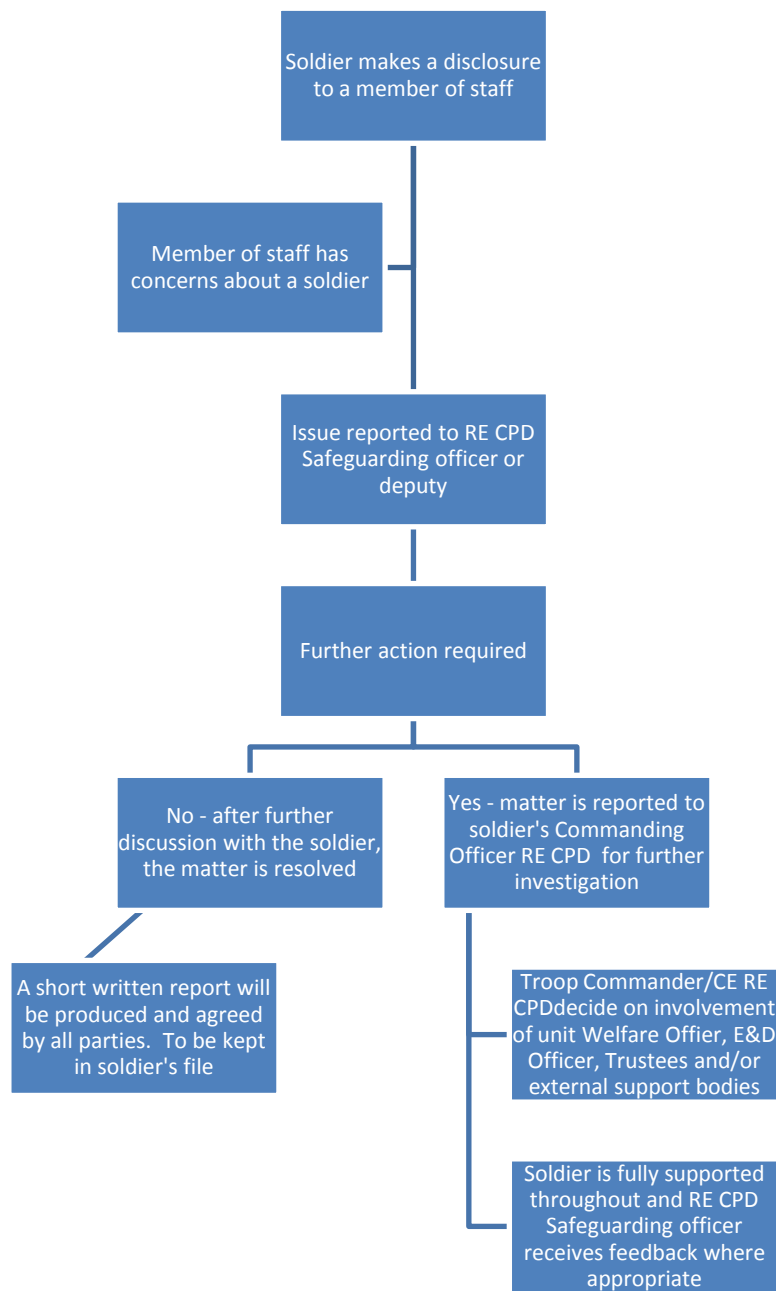 Soldier makes a disclosure
to a member of staff
Member of staff has
concerns about a soldier
Issue reported to RE CPD
Safeguarding officer or
deputy
Further action required
No - after further
discussion with the soldier,
the matter is resolved
Yes - matter is reported to
soldier's Commanding
Officer RE CPD for further
investigation
A short written report will
be produced and agreed
by all parties. To be kept
in soldier's file
Troop Commander/CE RE
CPDdecide on involvement
of unit Welfare Offier, E&D
Officer, Trustees and/or
external support bodies
Soldier is fully supported
throughout and RE CPD
Safeguarding officer
receives feedback where
appropriate